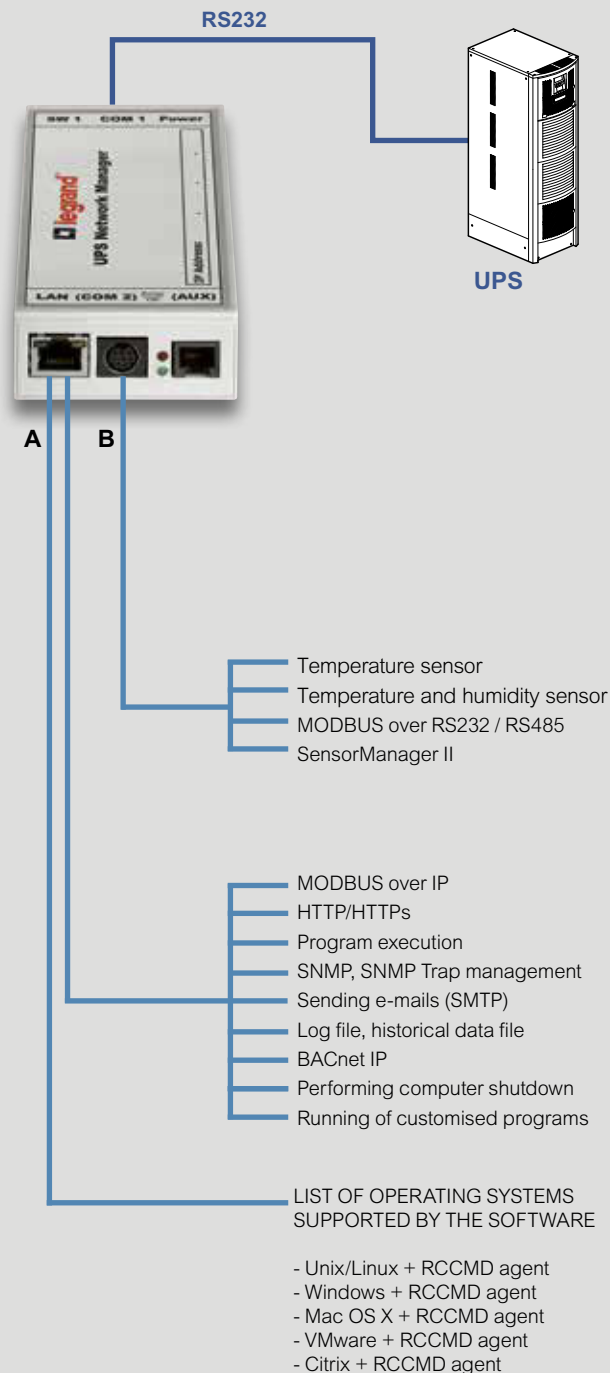 RS232
SW 1 COM 1 Power
legrand
UPS Network Manager
IP Address:
LAN (COM 2) (AUX)
UPS
A B
Temperature sensor
Temperature and humidity sensor
MODBUS over RS232 / RS485
SensorManager II
MODBUS over IP
HTTP/HTTPs
Program execution
SNMP, SNMP Trap management
Sending e-mails (SMTP)
Log file, historical data file
BACnet IP
Performing computer shutdown
Running of customised programs
LIST OF OPERATING SYSTEMS
SUPPORTED BY THE SOFTWARE
- Unix/Linux + RCCMD agent
- Windows + RCCMD agent
- Mac OS X + RCCMD agent
- VMware + RCCMD agent
- Citrix + RCCMD agent